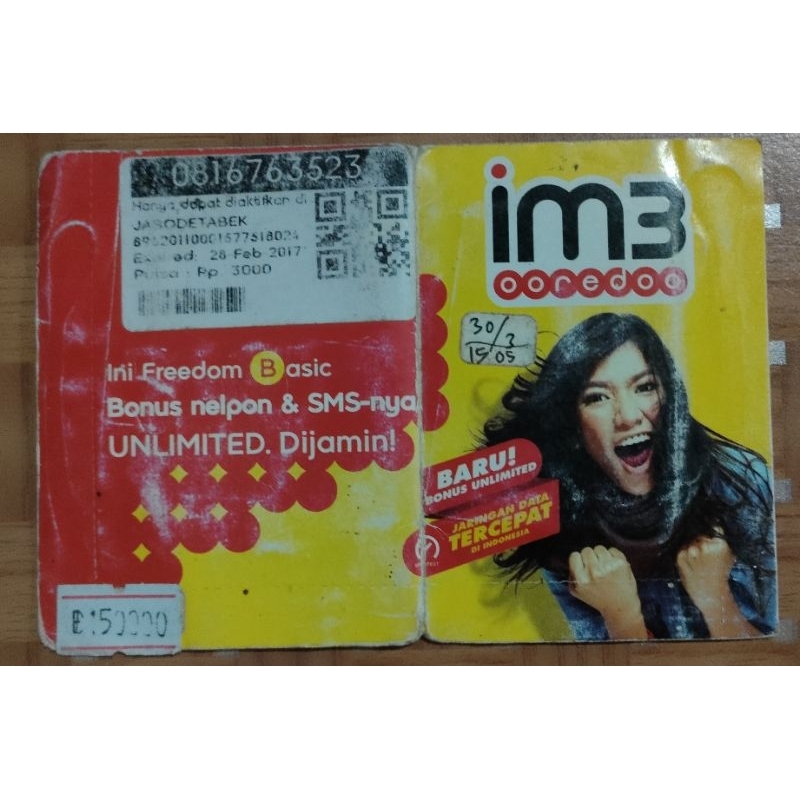 0816763523
Hanya dapat diaktifkan di
JABODETABEK
Expired: 28 Feb 2017
Pulsa : Rp. 3000
Ini Freedom Basic
Bonus nelpon & SMS-nya
UNLIMITED. Dijamin!
150000
im3
ooredoo
30/3
15 05
BARU!
BONUS UNLIMITED
JARINGAN DATA
TERCEPAT
DI INDONESIA